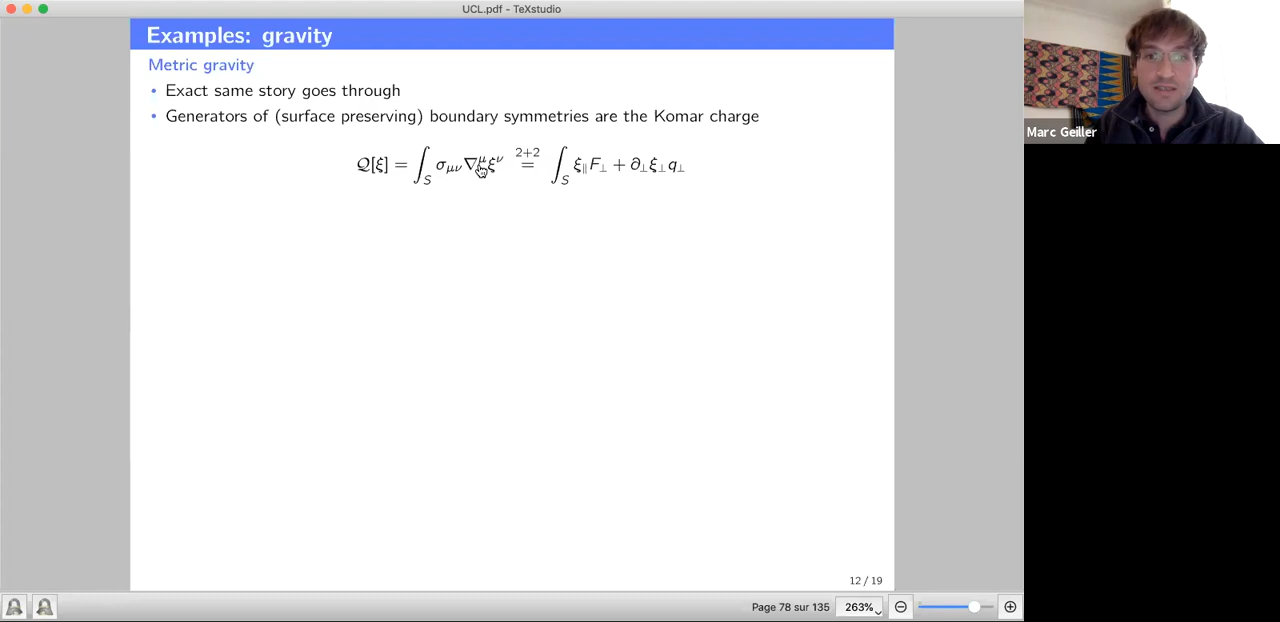 UCL.pdf - TeXstudio
Examples: gravity
Metric gravity
• Exact same story goes through
• Generators of (surface preserving) boundary symmetries are the Komar charge
𝒬[ξ] = ∫_S σ_μν ∇^μ ξ^ν =^{2+2} ∫_S ξ_∥ F_⊥ + ∂_⊥ ξ_⊥ q_⊥
12 / 19
Page 78 sur 135 263%
Marc Geiller